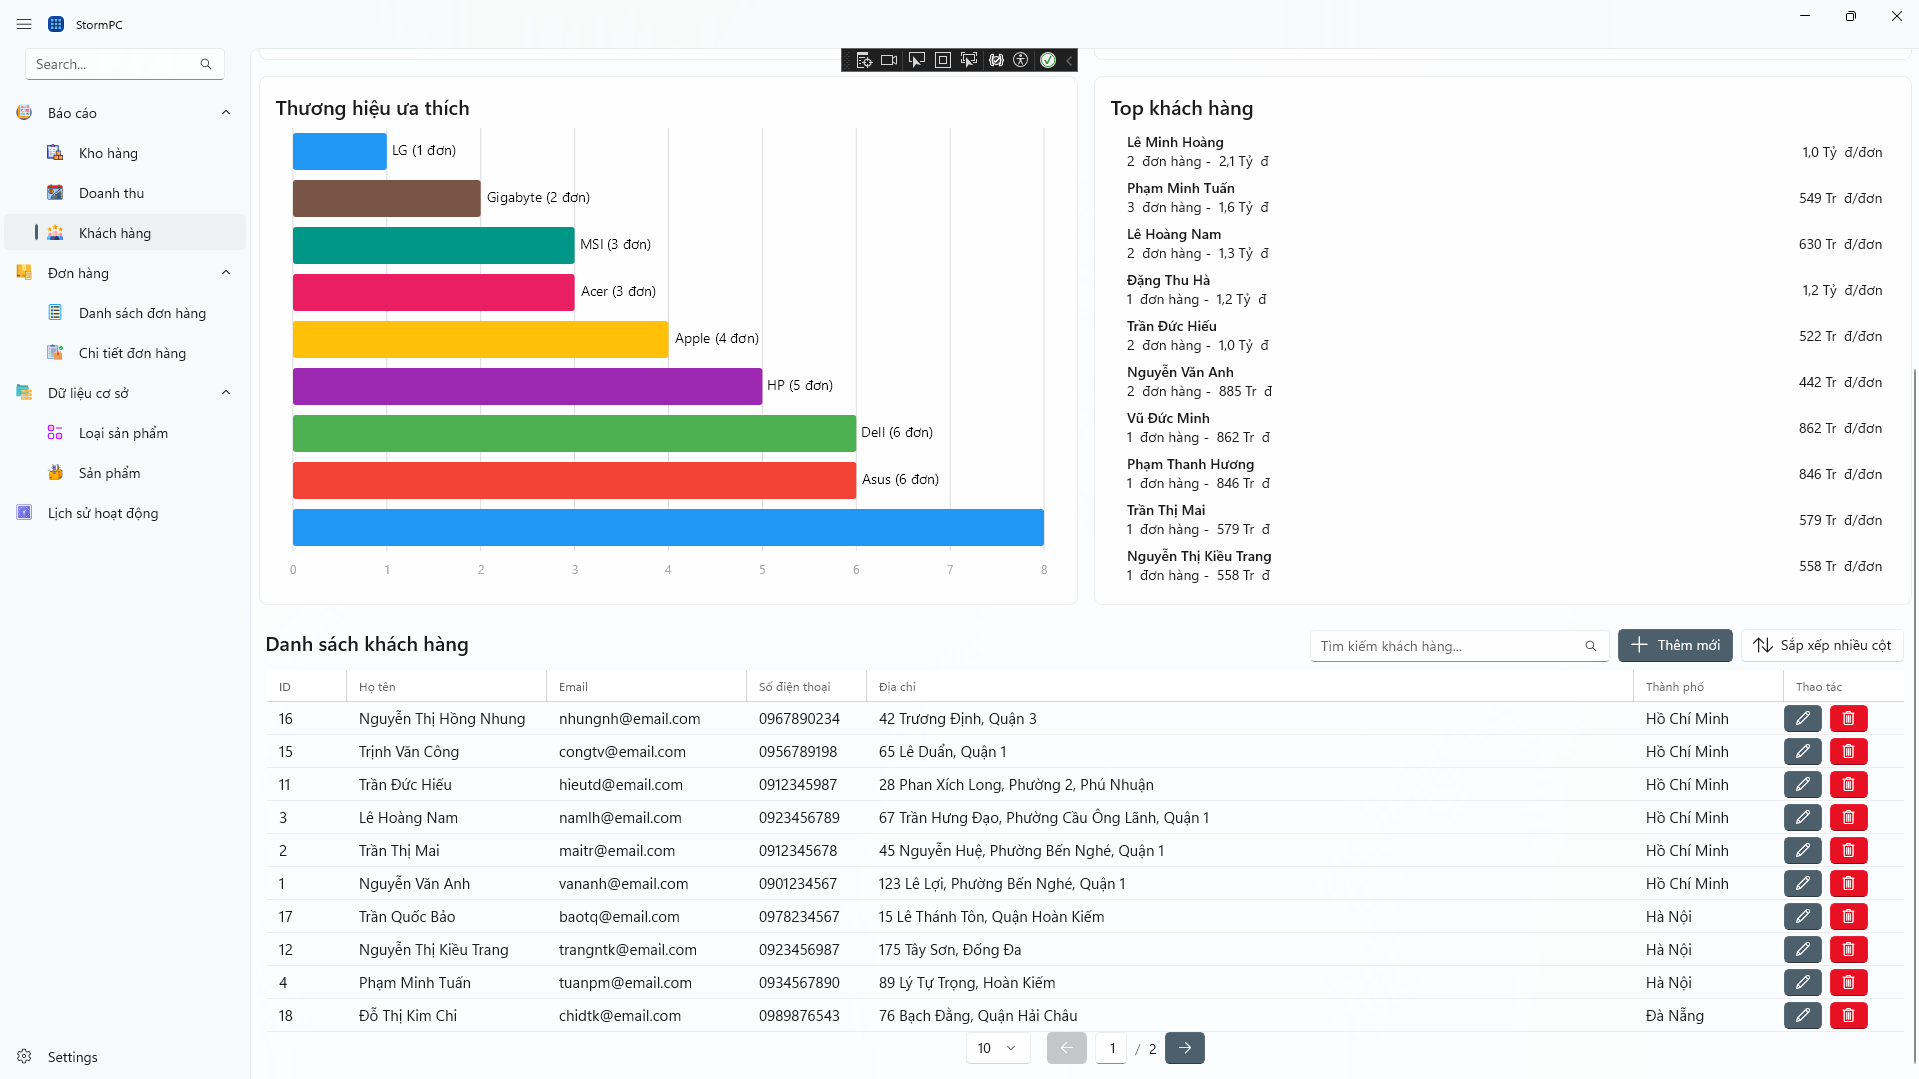 StormPC
Search...
Báo cáo
Kho hàng
Doanh thu
Khách hàng
Đơn hàng
Danh sách đơn hàng
Chi tiết đơn hàng
Dữ liệu cơ sở
Loại sản phẩm
Sản phẩm
Lịch sử hoạt động
Settings
Thương hiệu ưa thích
LG (1 đơn)
Gigabyte (2 đơn)
MSI (3 đơn)
Acer (3 đơn)
Apple (4 đơn)
HP (5 đơn)
Dell (6 đơn)
Asus (6 đơn)
0 1 2 3 4 5 6 7 8
Top khách hàng
Lê Minh Hoàng
2 đơn hàng - 2,1 Tỷ đ 1,0 Tỷ đ/đơn
Phạm Minh Tuấn
3 đơn hàng - 1,6 Tỷ đ 549 Tr đ/đơn
Lê Hoàng Nam
2 đơn hàng - 1,3 Tỷ đ 630 Tr đ/đơn
Đặng Thu Hà
1 đơn hàng - 1,2 Tỷ đ 1,2 Tỷ đ/đơn
Trần Đức Hiếu
2 đơn hàng - 1,0 Tỷ đ 522 Tr đ/đơn
Nguyễn Văn Anh
2 đơn hàng - 885 Tr đ 442 Tr đ/đơn
Vũ Đức Minh
1 đơn hàng - 862 Tr đ 862 Tr đ/đơn
Phạm Thanh Hương
1 đơn hàng - 846 Tr đ 846 Tr đ/đơn
Trần Thị Mai
1 đơn hàng - 579 Tr đ 579 Tr đ/đơn
Nguyễn Thị Kiều Trang
1 đơn hàng - 558 Tr đ 558 Tr đ/đơn
Danh sách khách hàng
Tìm kiếm khách hàng...
Thêm mới
Sắp xếp nhiều cột
ID Họ tên Email Số điện thoại Địa chỉ Thành phố Thao tác
16 Nguyễn Thị Hồng Nhung nhungnh@email.com 0967890234 42 Trương Định, Quận 3 Hồ Chí Minh
15 Trịnh Văn Công congtv@email.com 0956789198 65 Lê Duẩn, Quận 1 Hồ Chí Minh
11 Trần Đức Hiếu hieutd@email.com 0912345987 28 Phan Xích Long, Phường 2, Phú Nhuận Hồ Chí Minh
3 Lê Hoàng Nam namlh@email.com 0923456789 67 Trần Hưng Đạo, Phường Cầu Ông Lãnh, Quận 1 Hồ Chí Minh
2 Trần Thị Mai maitr@email.com 0912345678 45 Nguyễn Huệ, Phường Bến Nghé, Quận 1 Hồ Chí Minh
1 Nguyễn Văn Anh vananh@email.com 0901234567 123 Lê Lợi, Phường Bến Nghé, Quận 1 Hồ Chí Minh
17 Trần Quốc Bảo baotq@email.com 0978234567 15 Lê Thánh Tôn, Quận Hoàn Kiếm Hà Nội
12 Nguyễn Thị Kiều Trang trangntk@email.com 0923456987 175 Tây Sơn, Đống Đa Hà Nội
4 Phạm Minh Tuấn tuanpm@email.com 0934567890 89 Lý Tự Trọng, Hoàn Kiếm Hà Nội
18 Đỗ Thị Kim Chi chidtk@email.com 0989876543 76 Bạch Đằng, Quận Hải Châu Đà Nẵng
10 1 / 2